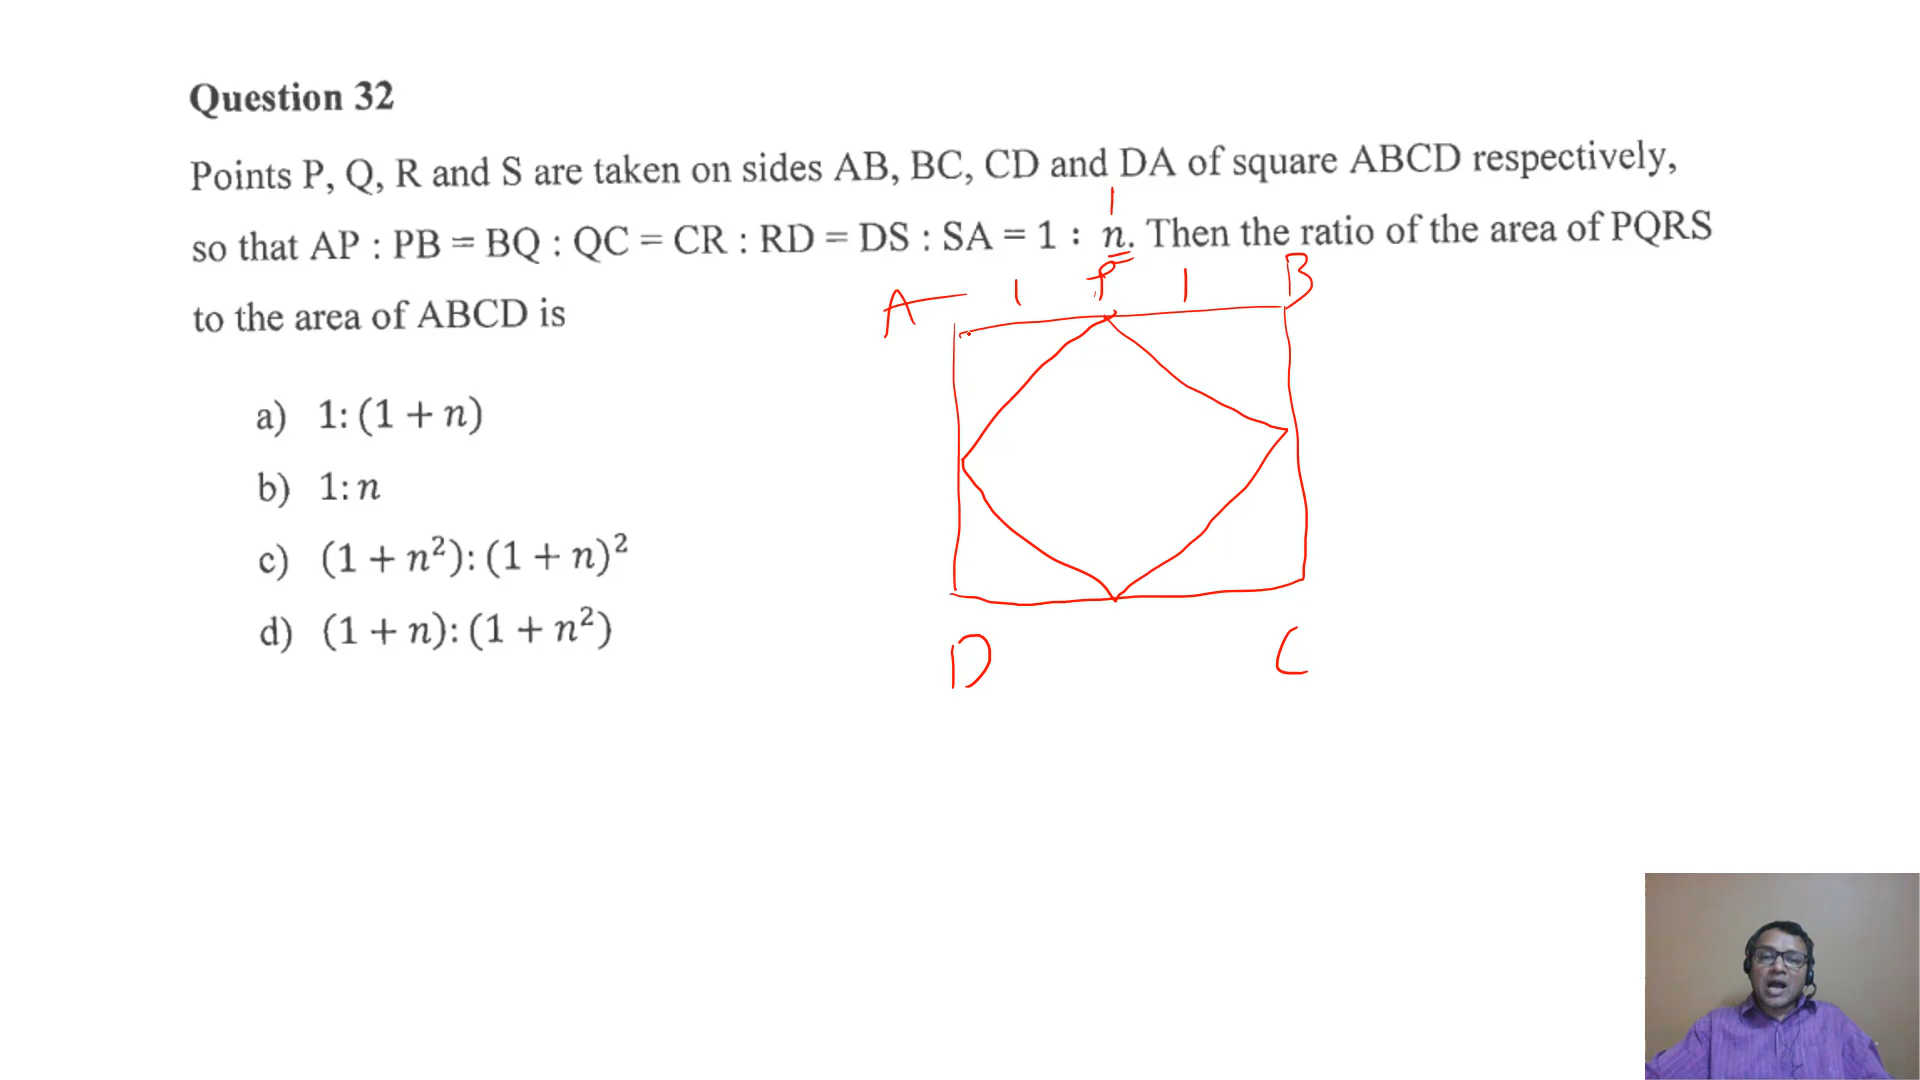 Question 32
Points P, Q, R and S are taken on sides AB, BC, CD and DA of square ABCD respectively,
1
so that AP : PB = BQ : QC = CR : RD = DS : SA = 1 : n. Then the ratio of the area of PQRS
A 1 P 1 B
to the area of ABCD is
a) 1: (1 + n)
b) 1: n
c) (1 + n²): (1 + n)²
d) (1 + n): (1 + n²)
D C